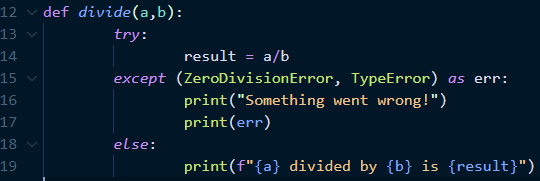 12 def divide(a,b):
13 try:
14 result = a/b
15 except (ZeroDivisionError, TypeError) as err:
16 print("Something went wrong!")
17 print(err)
18 else:
19 print(f"{a} divided by {b} is {result}")